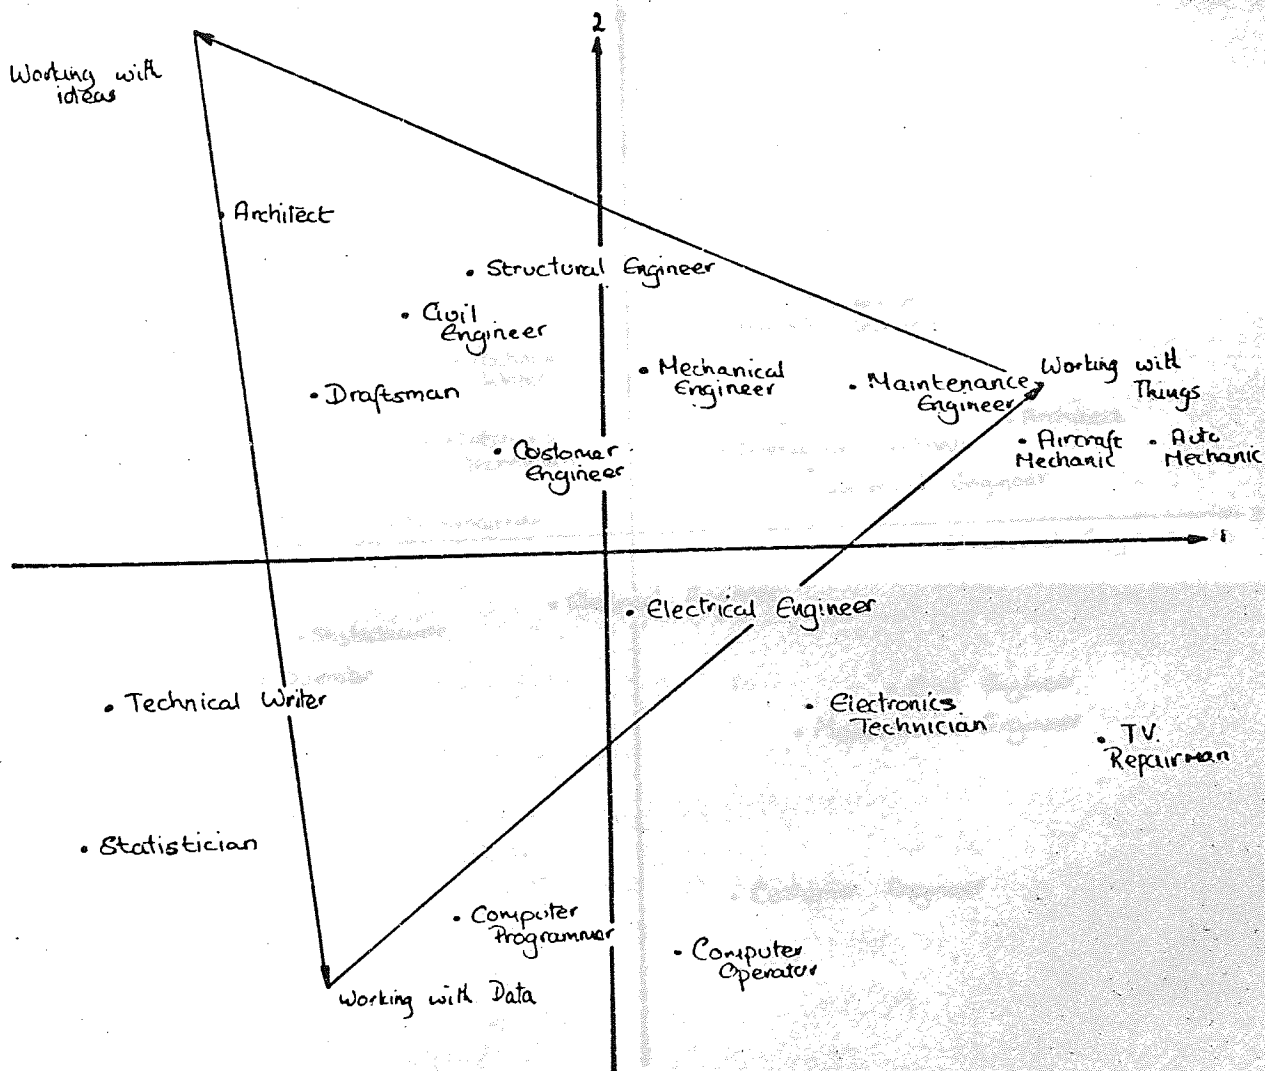 2
Working with
ideas
Architect
Structural Engineer
Civil
Engineer
Mechanical
Engineer
Maintenance
Engineer
Working with
Things
Draftsman
Aircraft
Mechanic
Auto
Mechanic
Customer
Engineer
1
Electrical Engineer
Technical Writer
Electronics
Technician
TV.
Repairman
Statistician
Computer
Programmer
Computer
Operator
Working with Data